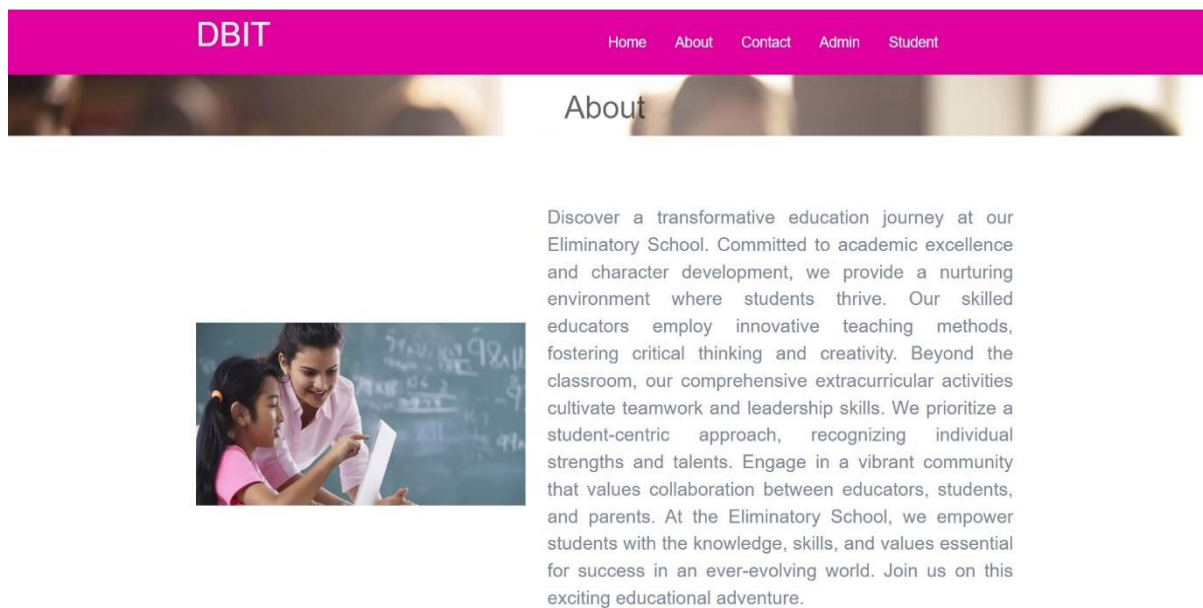 DBIT
Home About Contact Admin Student
About
Discover a transformative education journey at our
Eliminatory School. Committed to academic excellence
and character development, we provide a nurturing
environment where students thrive. Our skilled
educators employ innovative teaching methods,
fostering critical thinking and creativity. Beyond the
classroom, our comprehensive extracurricular activities
cultivate teamwork and leadership skills. We prioritize a
student-centric approach, recognizing individual
strengths and talents. Engage in a vibrant community
that values collaboration between educators, students,
and parents. At the Eliminatory School, we empower
students with the knowledge, skills, and values essential
for success in an ever-evolving world. Join us on this
exciting educational adventure.